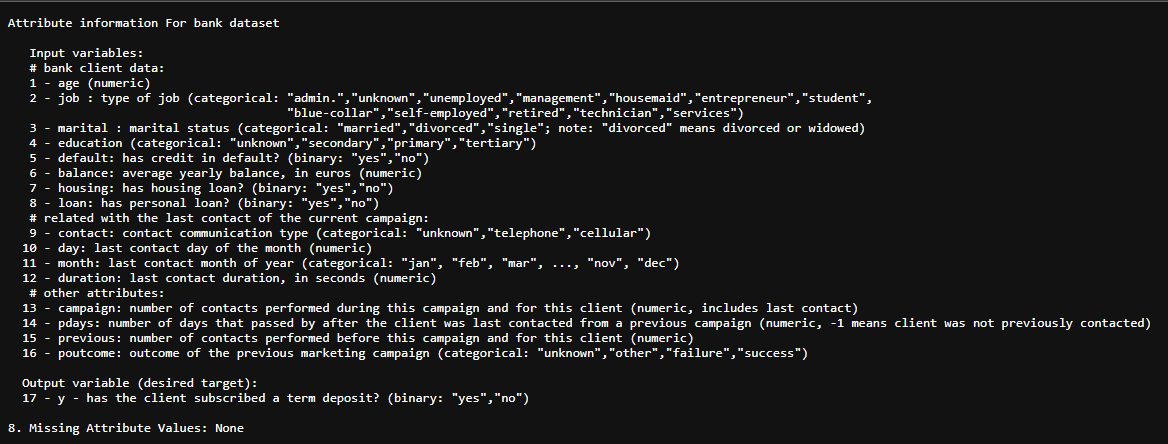 Attribute information For bank dataset
Input variables:
# bank client data:
1 - age (numeric)
2 - job : type of job (categorical: "admin.","unknown","unemployed","management","housemaid","entrepreneur","student",
"blue-collar","self-employed","retired","technician","services")
3 - marital : marital status (categorical: "married","divorced","single"; note: "divorced" means divorced or widowed)
4 - education (categorical: "unknown","secondary","primary","tertiary")
5 - default: has credit in default? (binary: "yes","no")
6 - balance: average yearly balance, in euros (numeric)
7 - housing: has housing loan? (binary: "yes","no")
8 - loan: has personal loan? (binary: "yes","no")
# related with the last contact of the current campaign:
9 - contact: contact communication type (categorical: "unknown","telephone","cellular")
10 - day: last contact day of the month (numeric)
11 - month: last contact month of year (categorical: "jan", "feb", "mar", ..., "nov", "dec")
12 - duration: last contact duration, in seconds (numeric)
# other attributes:
13 - campaign: number of contacts performed during this campaign and for this client (numeric, includes last contact)
14 - pdays: number of days that passed by after the client was last contacted from a previous campaign (numeric, -1 means client was not previously contacted)
15 - previous: number of contacts performed before this campaign and for this client (numeric)
16 - poutcome: outcome of the previous marketing campaign (categorical: "unknown","other","failure","success")
Output variable (desired target):
17 - y - has the client subscribed a term deposit? (binary: "yes","no")
8. Missing Attribute Values: None